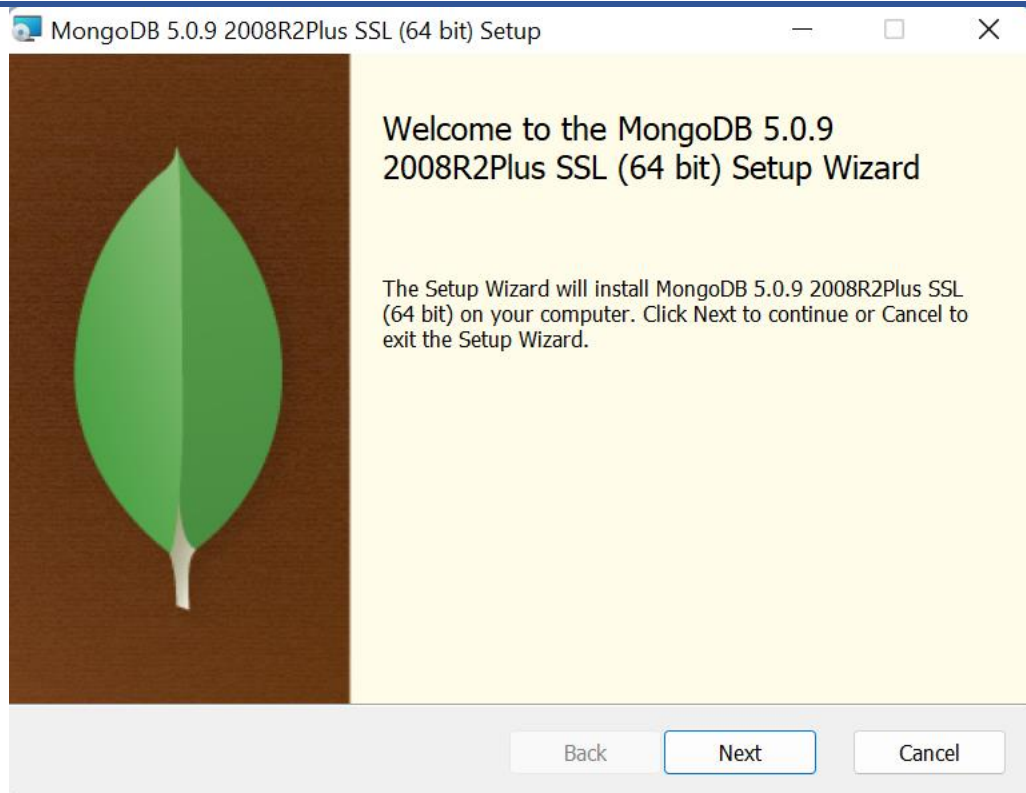 MongoDB 5.0.9 2008R2Plus SSL (64 bit) Setup
Welcome to the MongoDB 5.0.9
2008R2Plus SSL (64 bit) Setup Wizard
The Setup Wizard will install MongoDB 5.0.9 2008R2Plus SSL
(64 bit) on your computer. Click Next to continue or Cancel to
exit the Setup Wizard.
Back Next Cancel